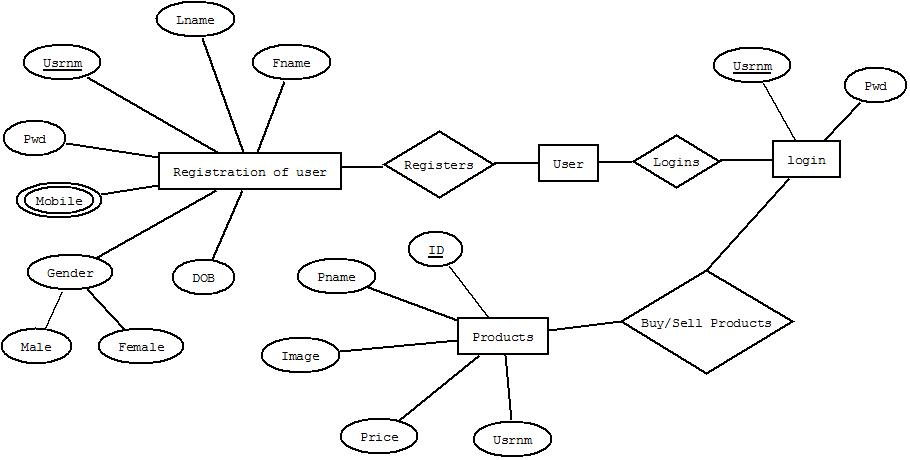 Lname
Usrnm
Fname
Usrnm
Pwd
Pwd
Registration of user
Registers
User
Logins
login
Mobile
Gender
DOB
ID
Pname
Male
Female
Products
Buy/Sell Products
Image
Price
Usrnm